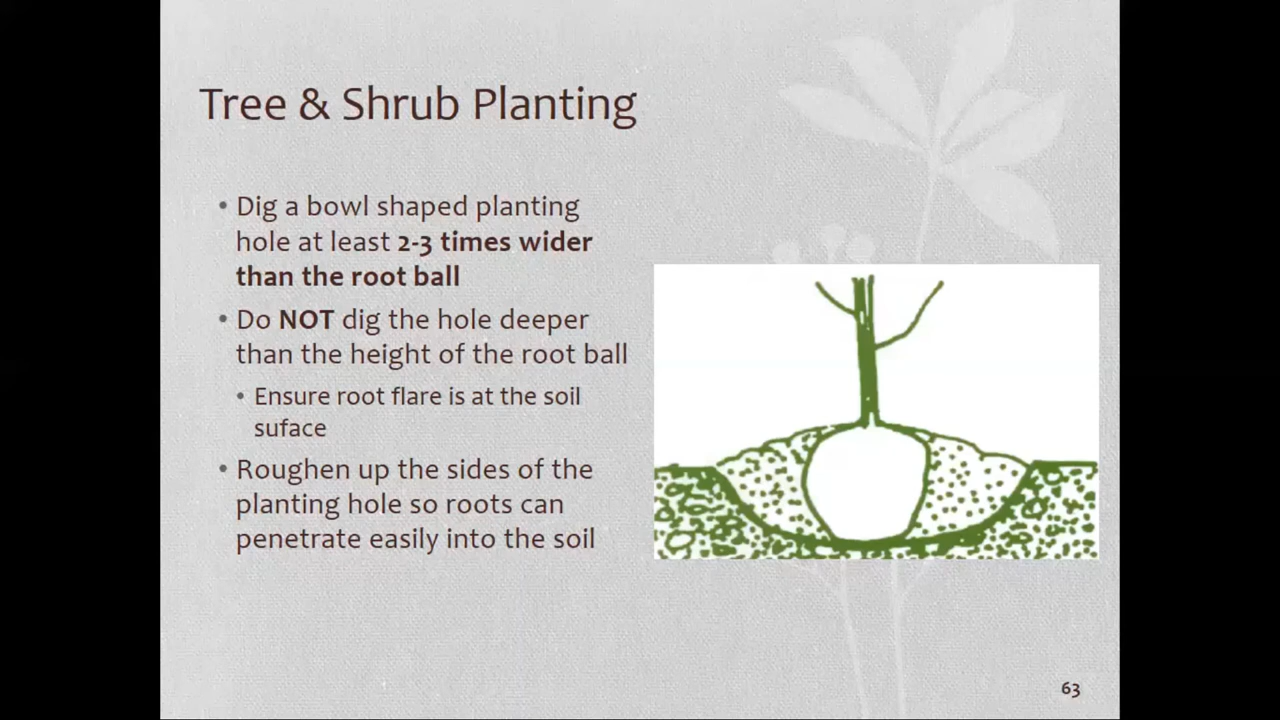 Tree & Shrub Planting
• Dig a bowl shaped planting
hole at least 2-3 times wider
than the root ball
• Do NOT dig the hole deeper
than the height of the root ball
• Ensure root flare is at the soil
suface
• Roughen up the sides of the
planting hole so roots can
penetrate easily into the soil
63